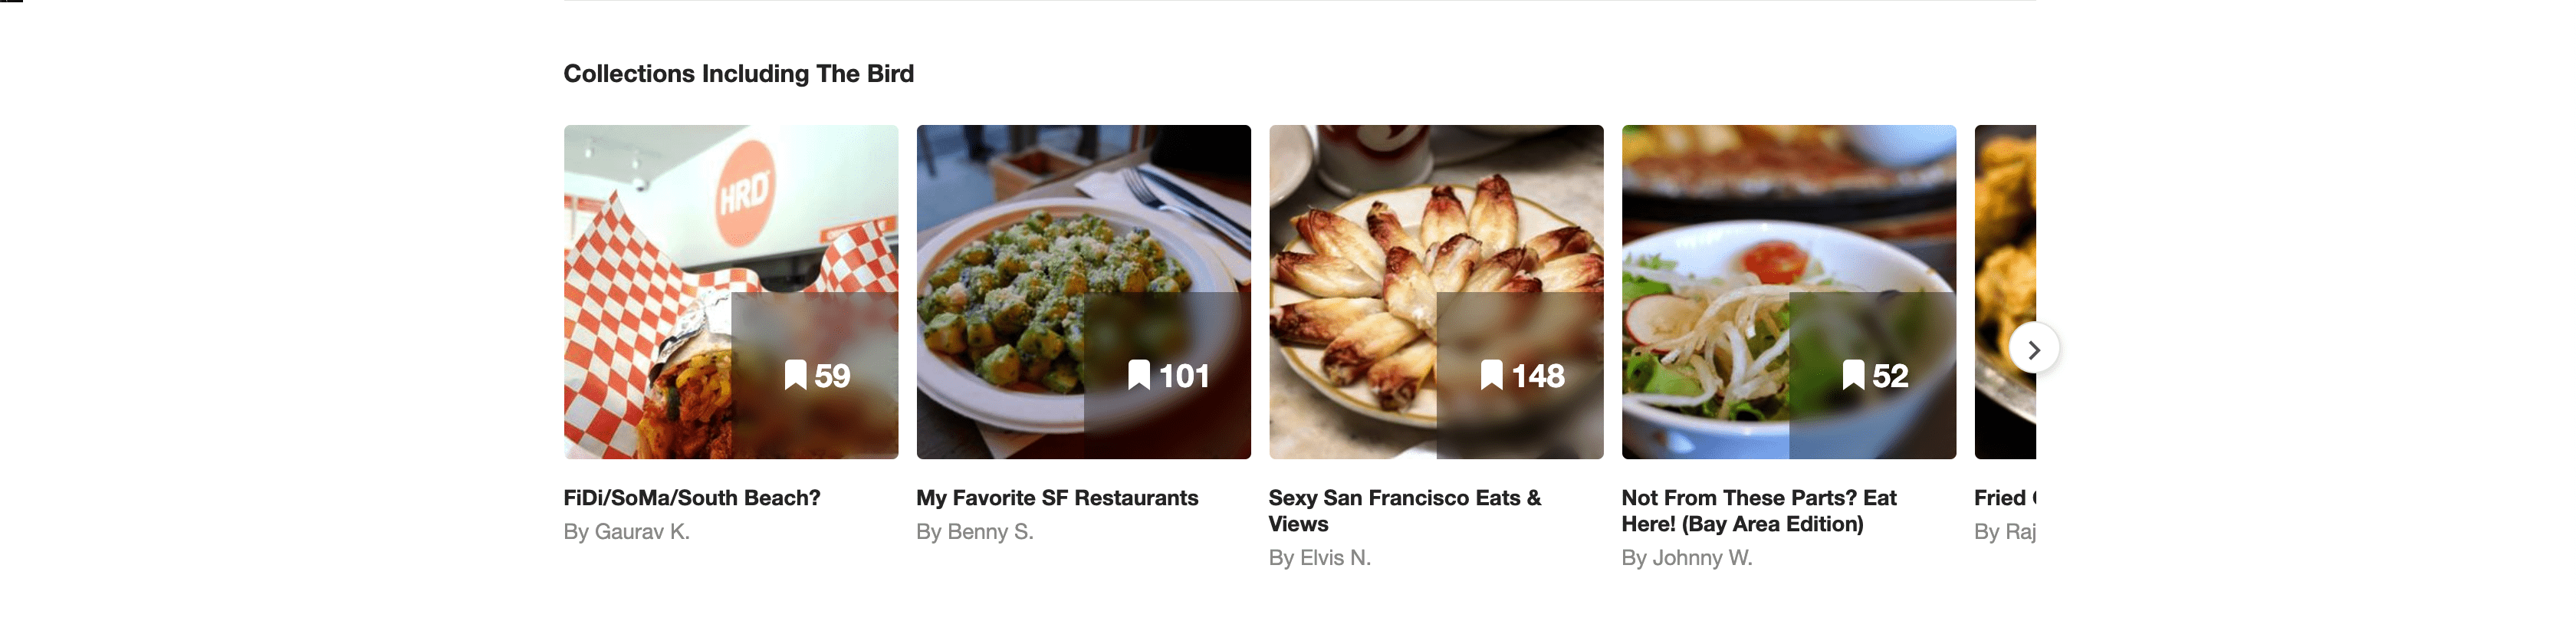 Collections Including The Bird
HRD
59
101
148
52
FiDi/SoMa/South Beach?
By Gaurav K.
My Favorite SF Restaurants
By Benny S.
Sexy San Francisco Eats &
Views
By Elvis N.
Not From These Parts? Eat
Here! (Bay Area Edition)
By Johnny W.
Fried
By Raj